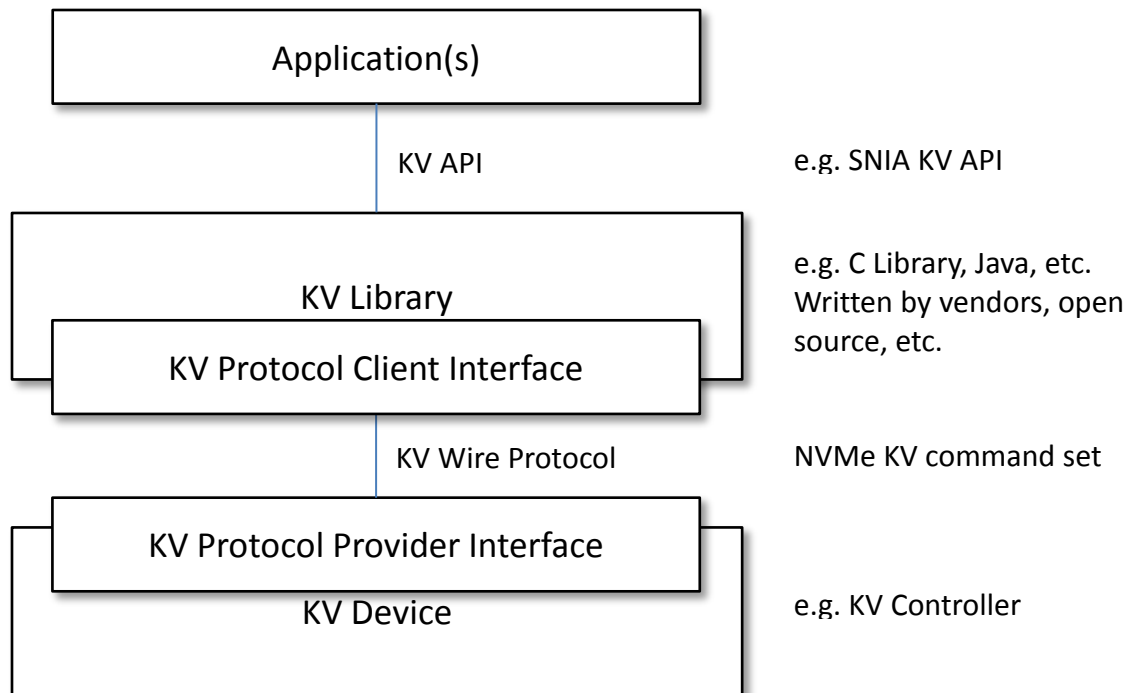 Application(s)
KV API
e.g. SNIA KV API
KV Library
e.g. C Library, Java, etc.
Written by vendors, open
source, etc.
KV Protocol Client Interface
KV Wire Protocol
NVMe KV command set
KV Protocol Provider Interface
KV Device
e.g. KV Controller